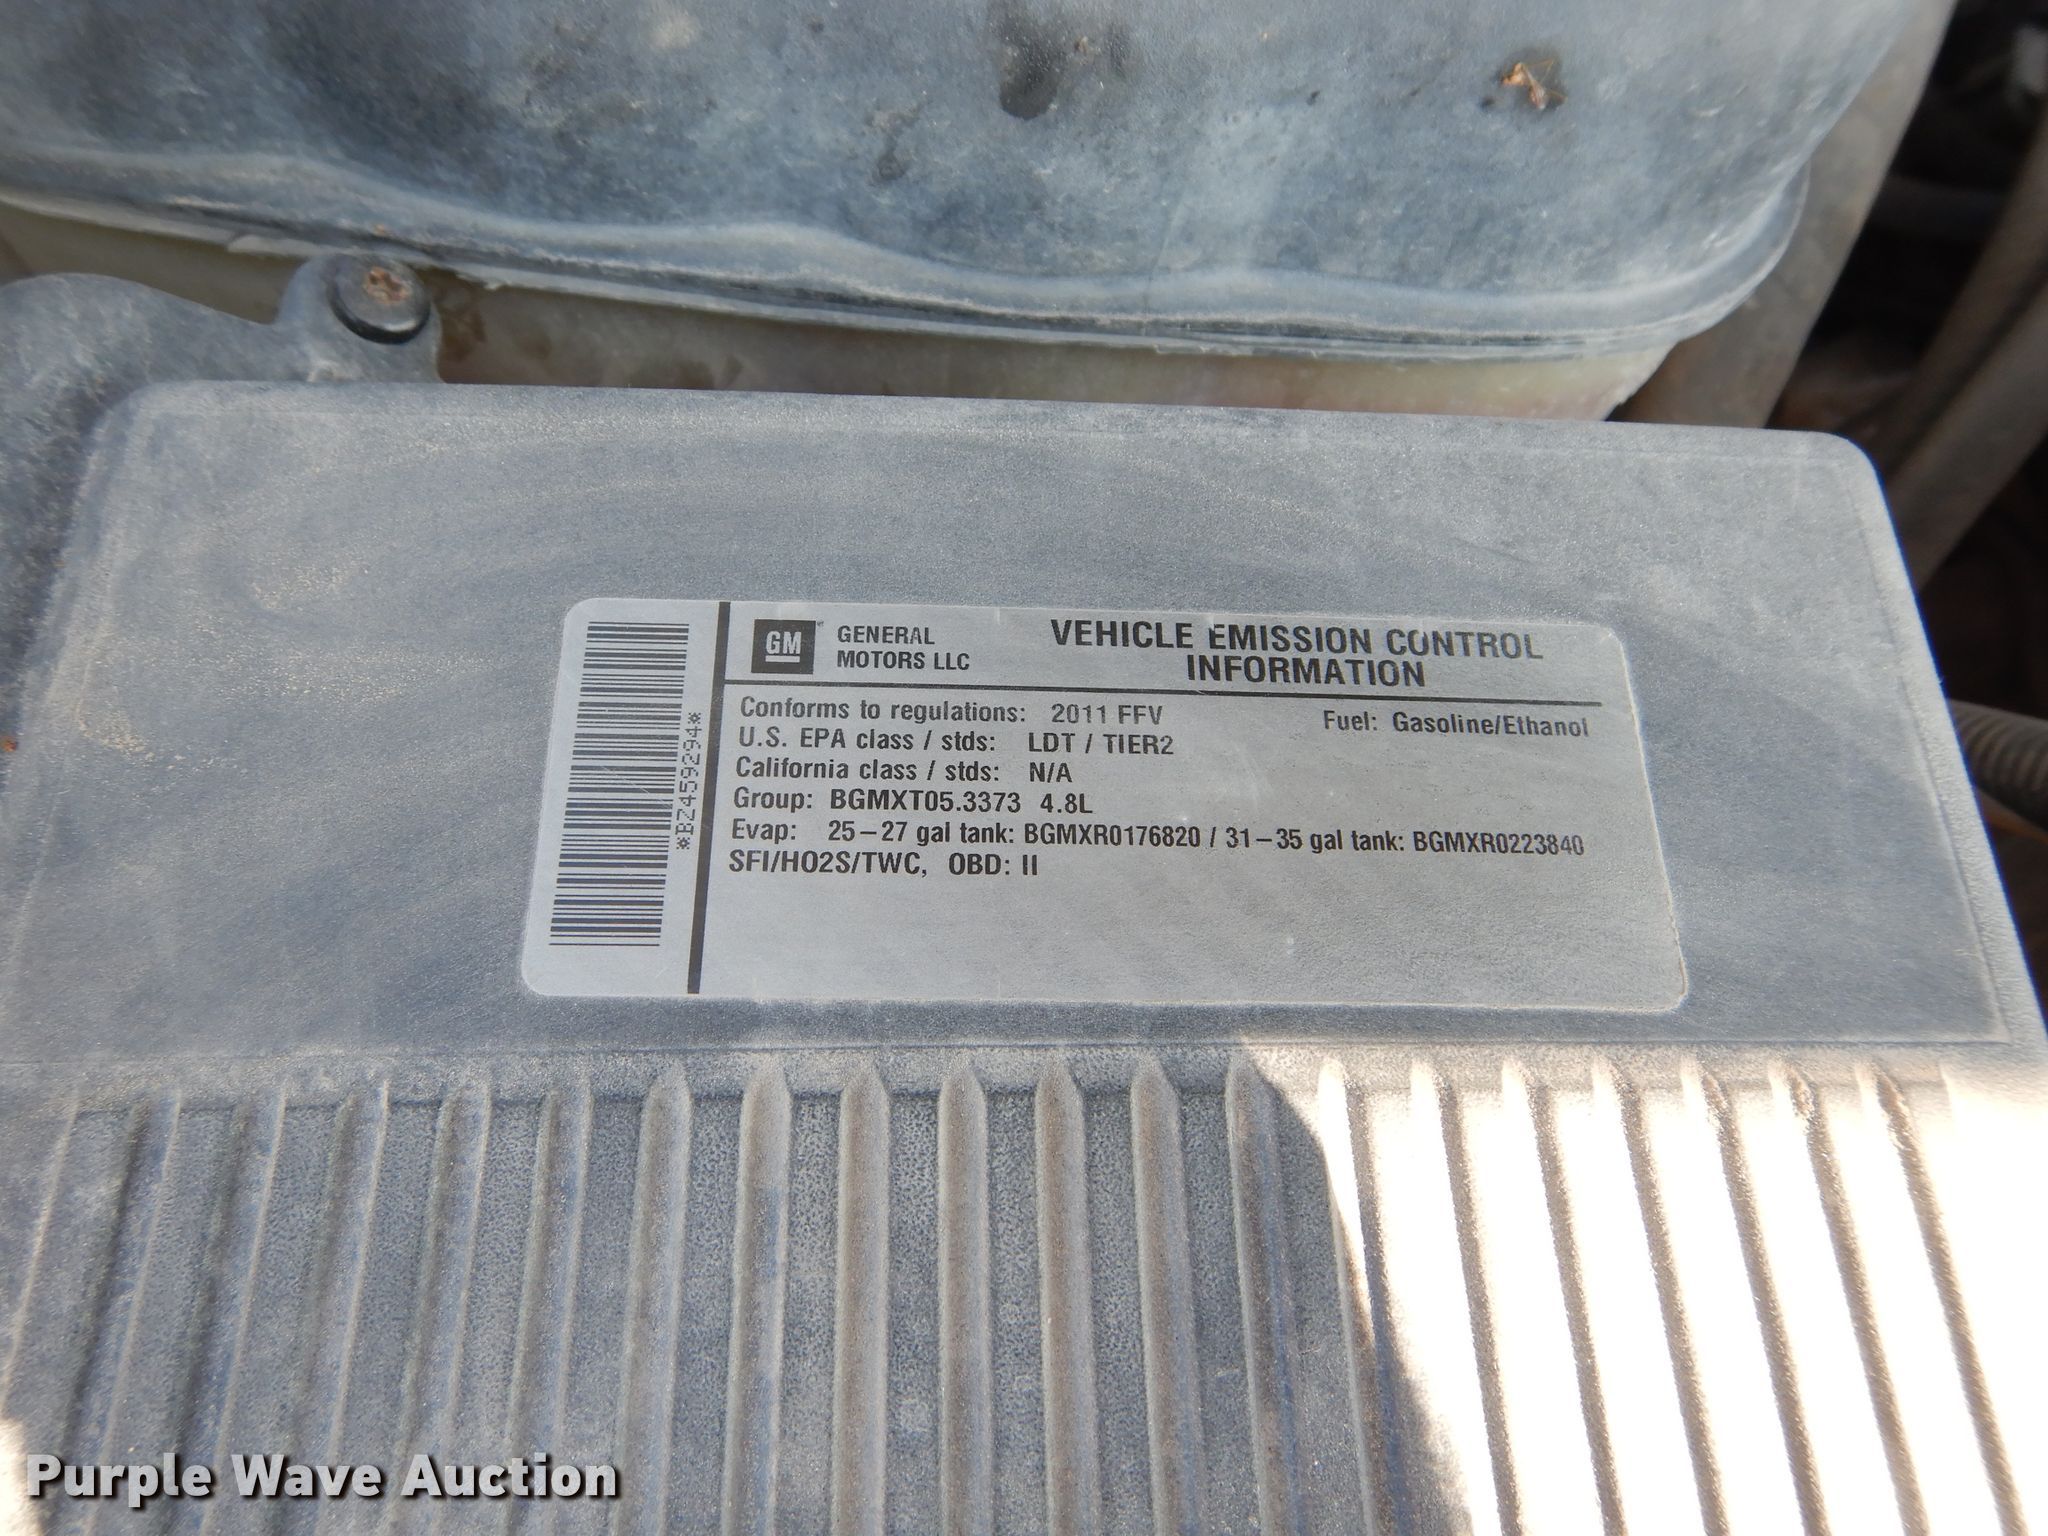 GM
GENERAL
MOTORS LLC
VEHICLE EMISSION CONTROL
INFORMATION
*BZ4592294*
Conforms to regulations: 2011 FFV
Fuel: Gasoline/Ethanol
U.S. EPA class / stds: LDT / TIER2
California class / stds: N/A
Group: BGMXT05.3373 4.8L
Evap: 25-27 gal tank: BGMXR0176820 / 31-35 gal tank: BGMXR0223840
SFI/HO2S/TWC, OBD: II
Purple Wave Auction